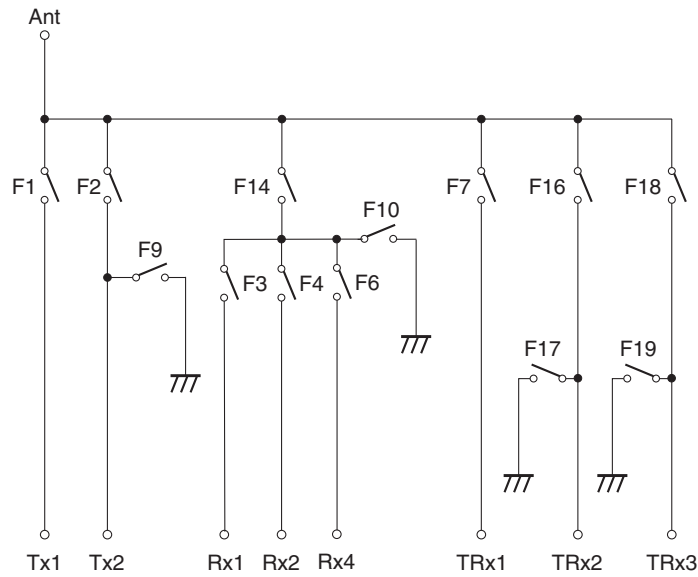 Ant
F1
F2
F14
F7
F16
F18
F10
F9
F3
F4
F6
F17
F19
Tx1
Tx2
Rx1
Rx2
Rx4
TRx1
TRx2
TRx3